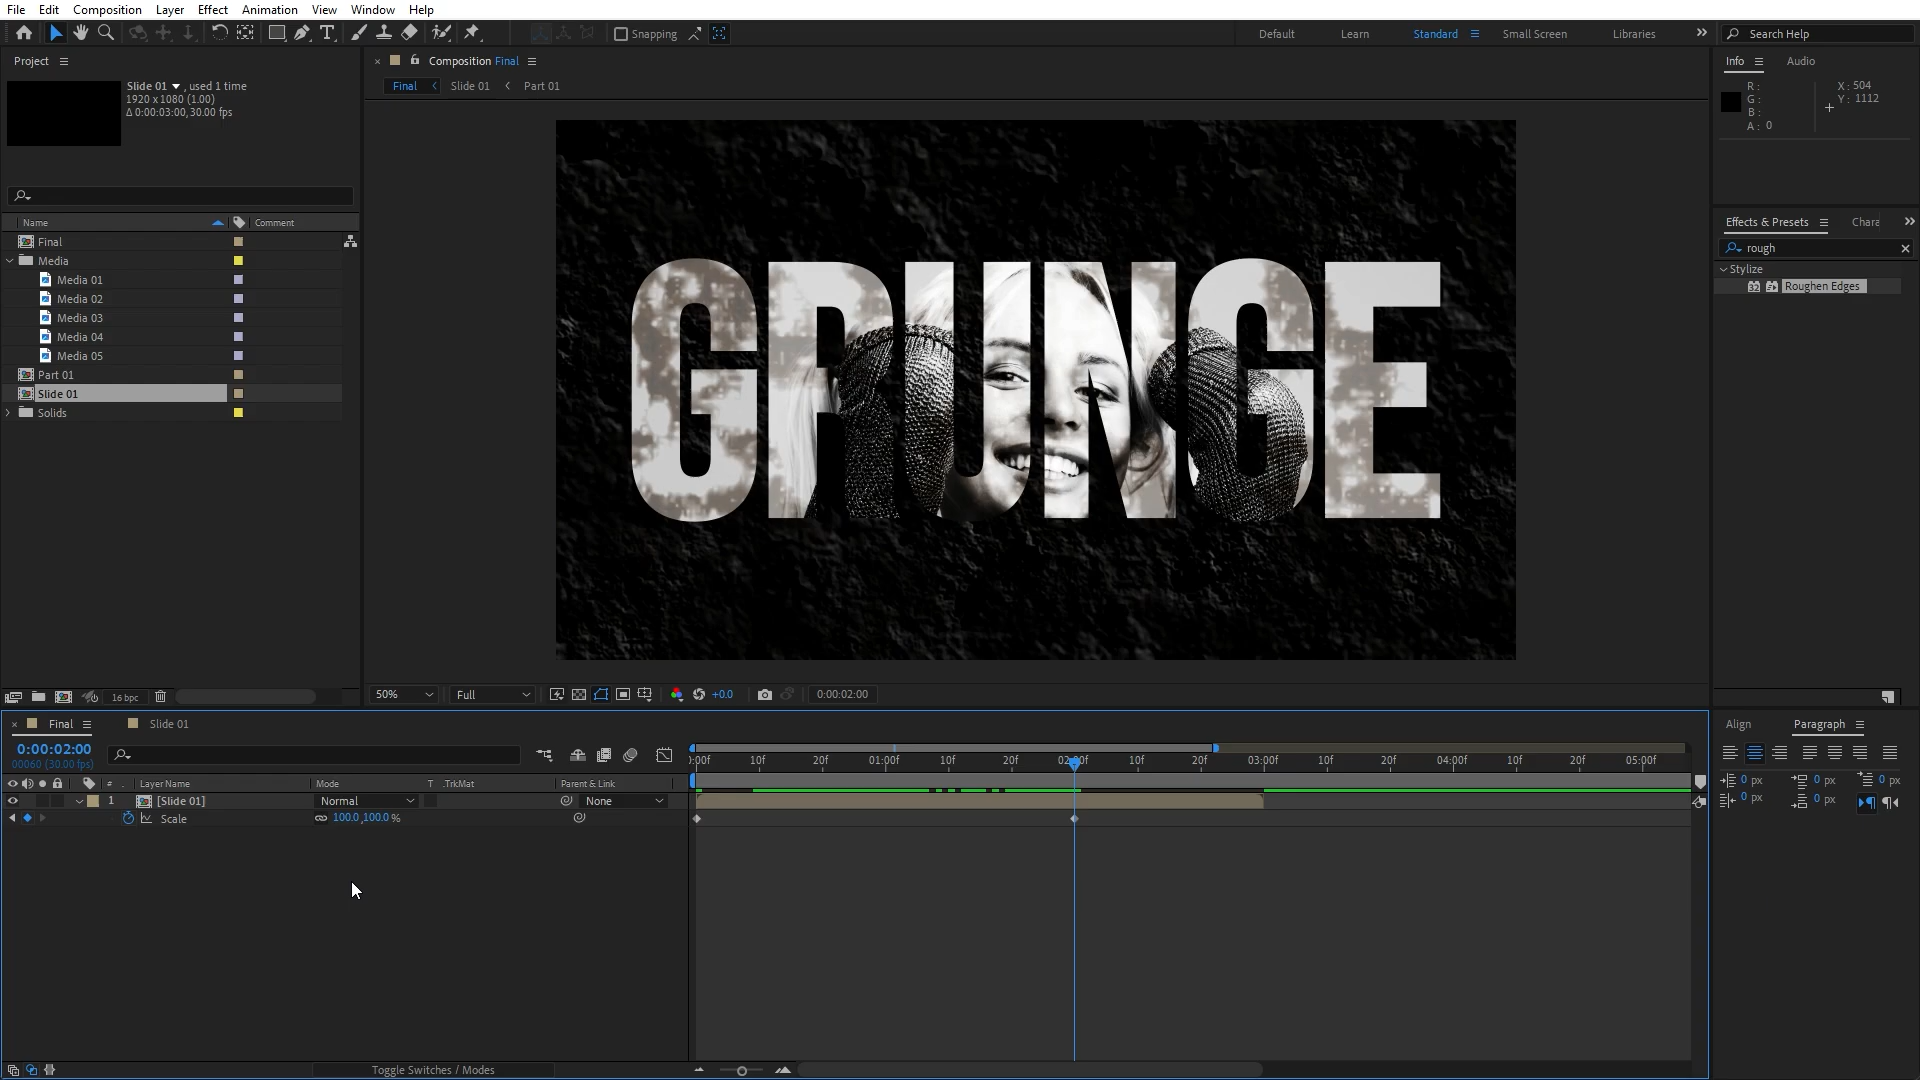 File Edit Composition Layer Effect Animation View Window Help
Snapping
Default Learn Standard Small Screen Libraries
Search Help
Project
Slide 01 , used 1 time
1920 x 1080 (1.00)
Δ 0:00:03:00, 30.00 fps
Name Comment
Final
Media
Media 01
Media 02
Media 03
Media 04
Media 05
Part 01
Slide 01
Solids
16 bpc
Composition Final
Final Slide 01 Part 01
GRUNGE
50% Full +0.0 0:00:02:00
Info Audio
R :
G :
B :
A : 0
X : 504
Y : 1112
Effects & Presets Chara
rough
Stylize
32 Roughen Edges
Final Slide 01
0:00:02:00
00060 (30.00 fps)
:00f 10f 20f 01:00f 10f 20f 02:00f 10f 20f 03:00f 10f 20f 04:00f 10f 20f 05:00f
# . Layer Name Mode T .TrkMat Parent & Link
1 [Slide 01] Normal None
Scale 100.0,100.0 %
Toggle Switches / Modes
Align Paragraph
0 px 0 px 0 px
0 px 0 px